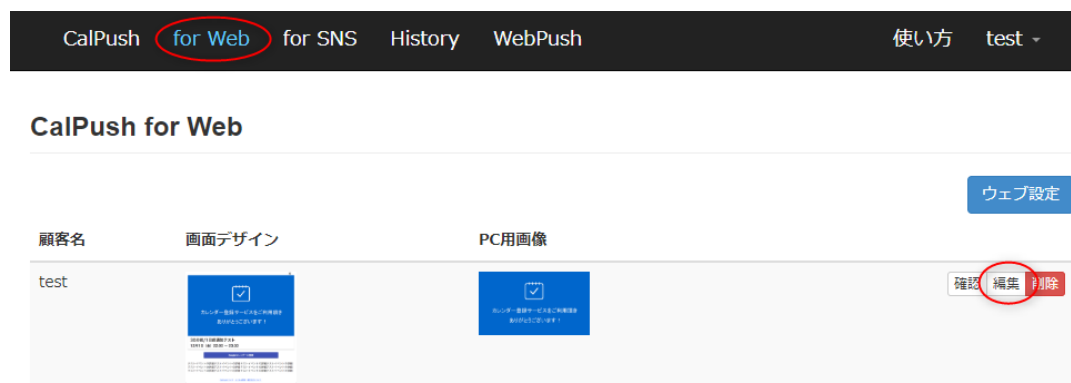 CalPush for Web for SNS History WebPush 使い方 test
CalPush for Web
ウェブ設定
顧客名 画面デザイン PC用画像
test
確認 編集 削除
カレンダー登録サービスをご利用頂き
ありがとうございます！
カレンダー登録サービスをご利用頂き
ありがとうございます！